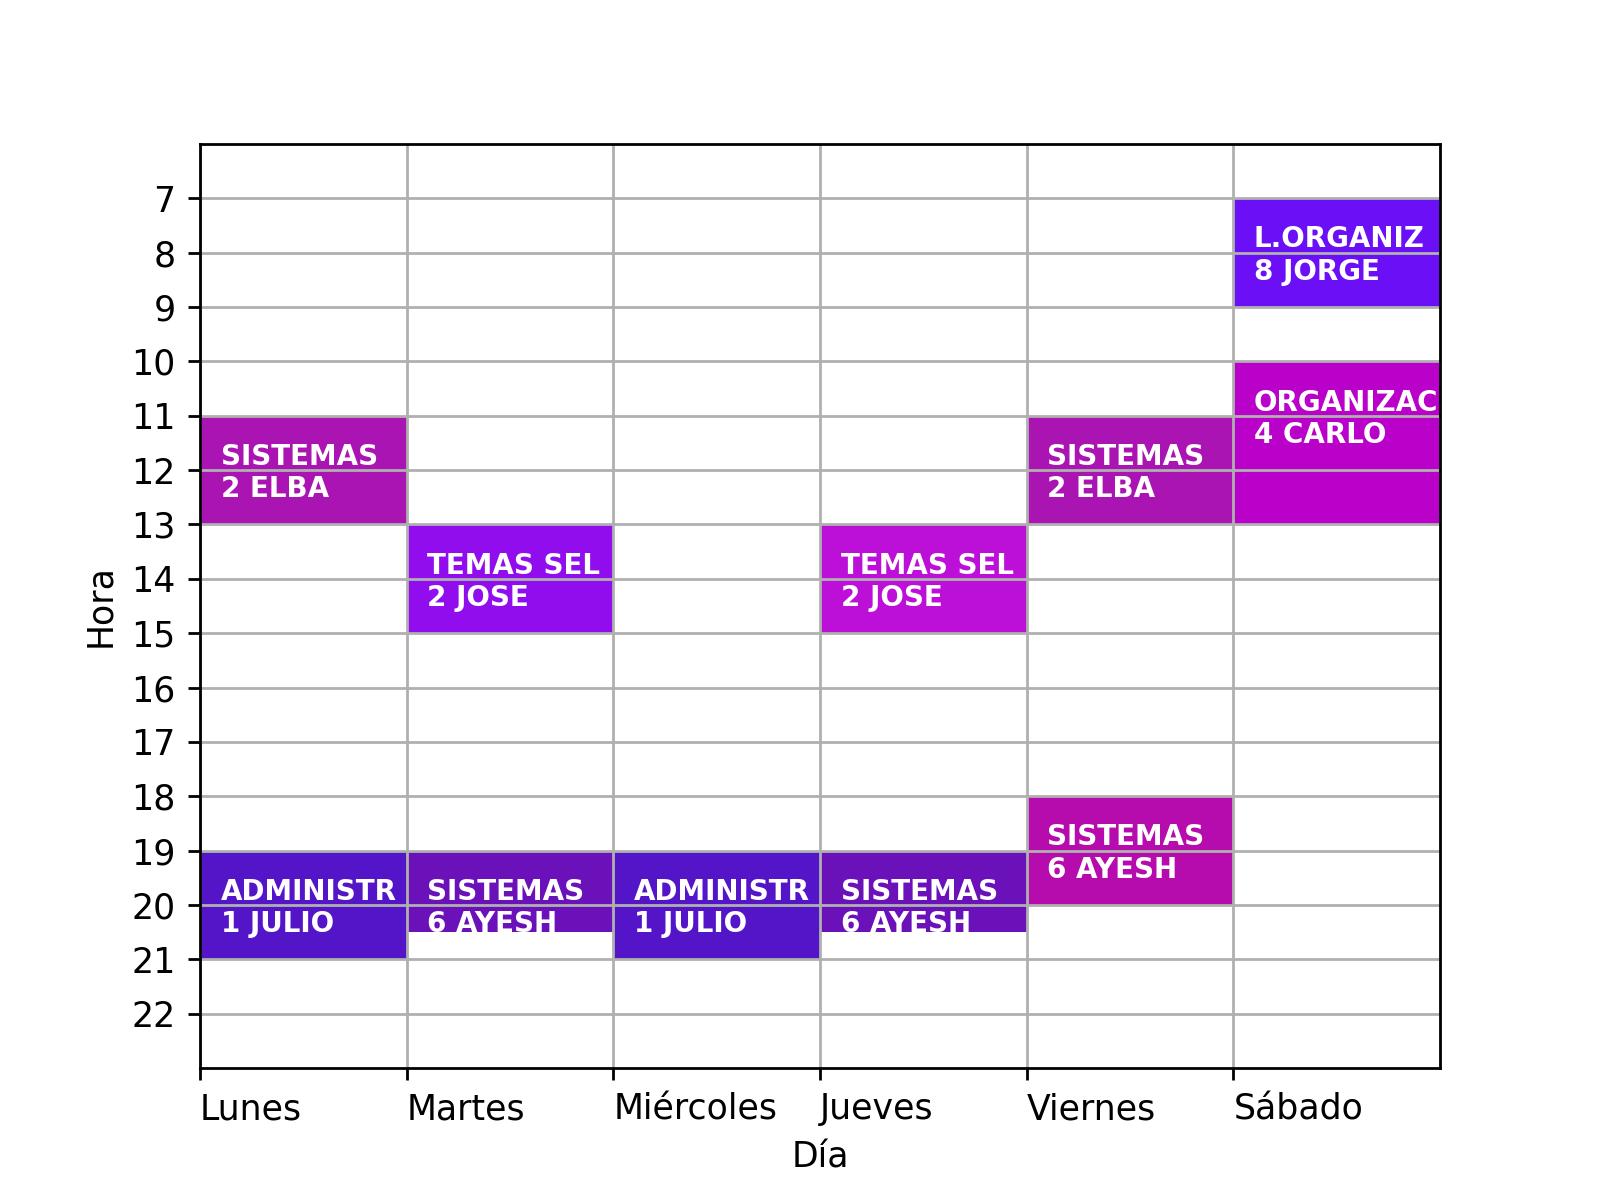 7
8
9
10
11
12
13
14
15
16
17
18
19
20
21
22
Hora
L.ORGANIZ
8 JORGE
ORGANIZAC
4 CARLO
SISTEMAS
2 ELBA
SISTEMAS
2 ELBA
TEMAS SEL
2 JOSE
TEMAS SEL
2 JOSE
SISTEMAS
6 AYESH
ADMINISTR
1 JULIO
SISTEMAS
6 AYESH
ADMINISTR
1 JULIO
SISTEMAS
6 AYESH
Lunes Martes Miércoles Jueves Viernes Sábado
Día